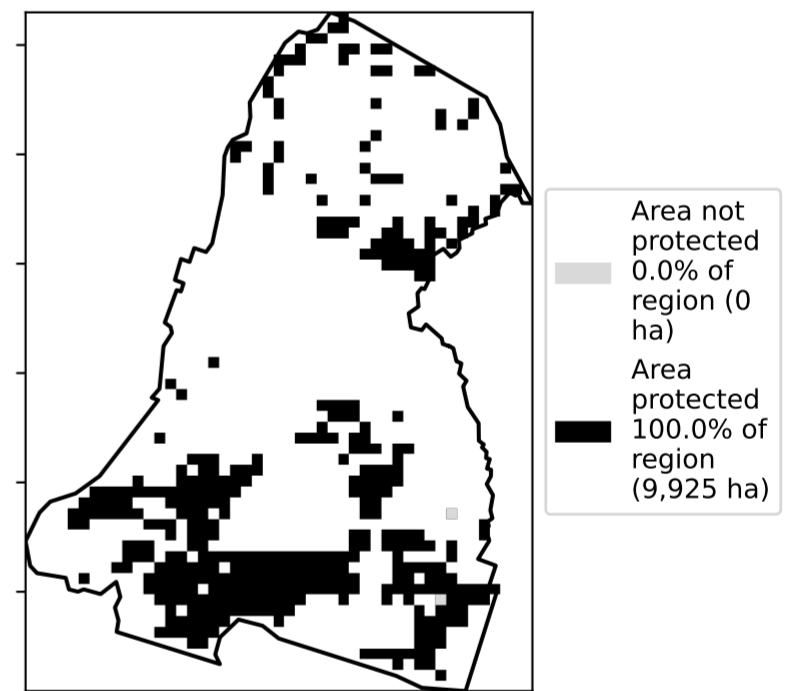 Area not
protected
0.0% of
region (0
ha)
Area
protected
100.0% of
region
(9,925 ha)